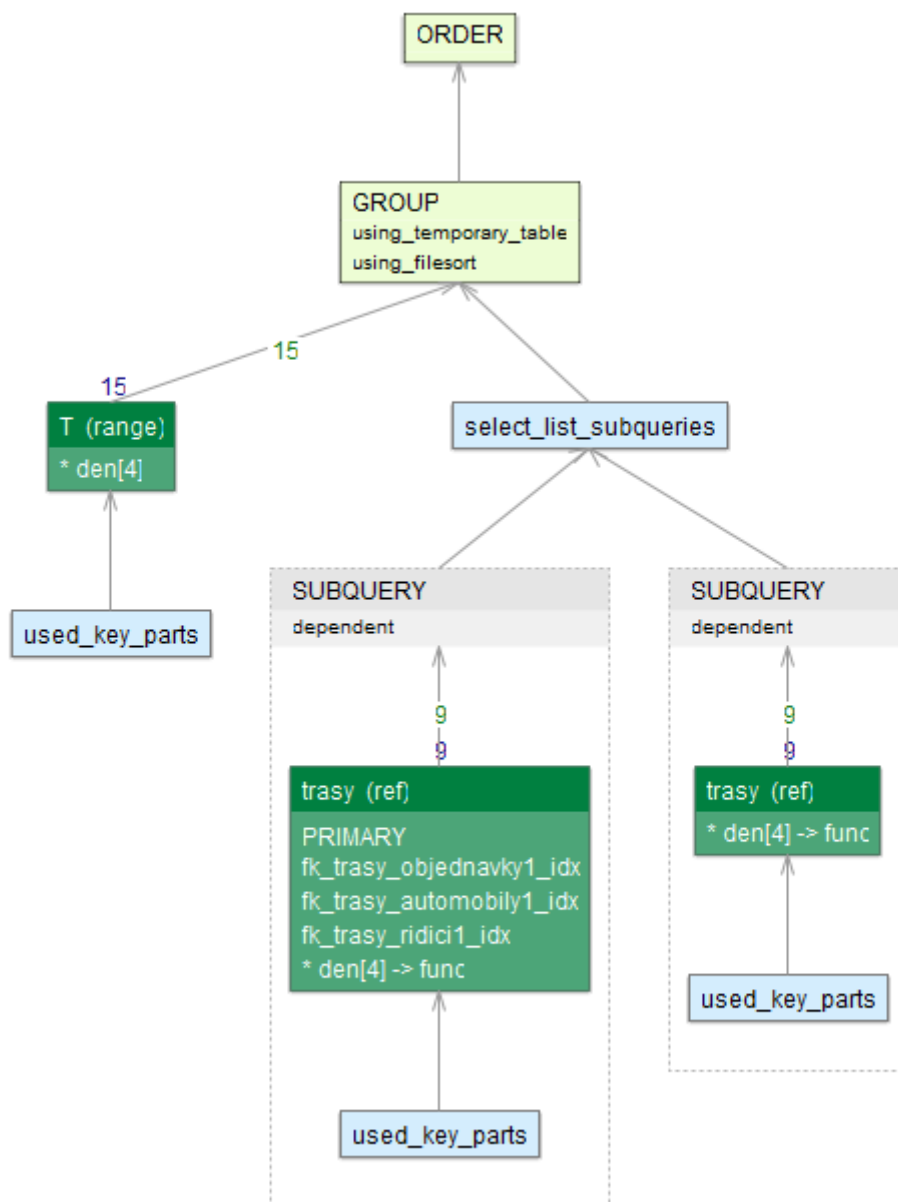 ORDER
GROUP
using_temporary_table
using_filesort
15
15
T (range)
* den[4]
select_list_subqueries
used_key_parts
SUBQUERY
dependent
9
9
trasy (ref)
PRIMARY
fk_trasy_objednavky1_idx
fk_trasy_automobily1_idx
fk_trasy_ridici1_idx
* den[4] -> func
used_key_parts
SUBQUERY
dependent
9
9
trasy (ref)
* den[4] -> func
used_key_parts